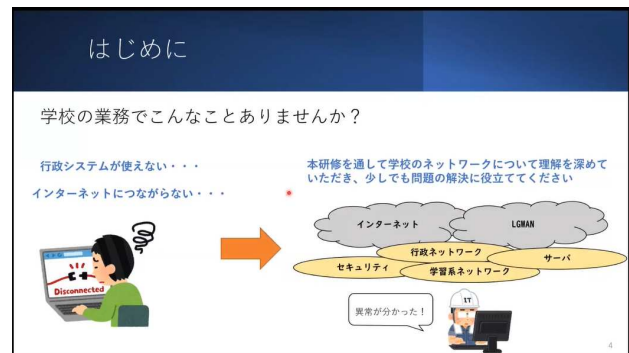 はじめに
学校の業務でこんなことありませんか？
行政システムが使えない・・・
インターネットにつながらない・・・
Disconnected
本研修を通して学校のネットワークについて理解を深めて
いただき、少しでも問題の解決に役立ててください
インターネット
LGWAN
行政ネットワーク
サーバ
セキュリティ
学習系ネットワーク
異常が分かった！
IT
4